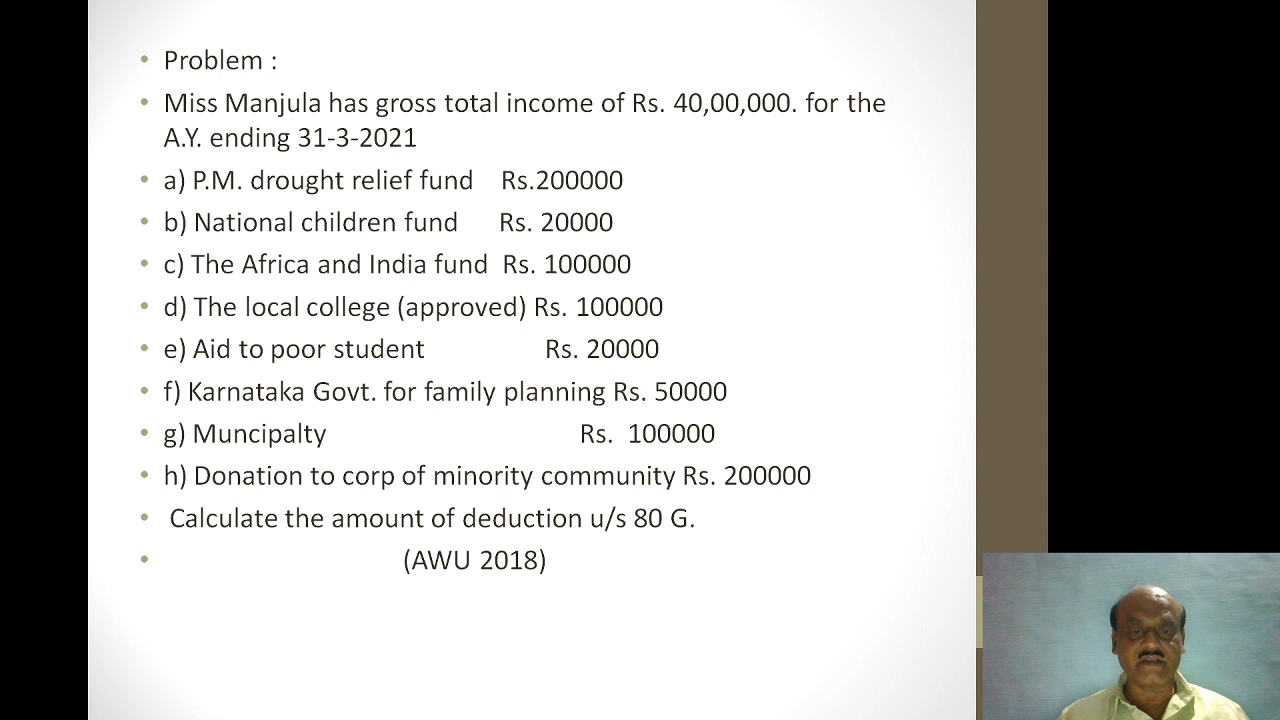 • Problem :
• Miss Manjula has gross total income of Rs. 40,00,000. for the
A.Y. ending 31-3-2021
• a) P.M. drought relief fund Rs.200000
• b) National children fund Rs. 20000
• c) The Africa and India fund Rs. 100000
• d) The local college (approved) Rs. 100000
• e) Aid to poor student Rs. 20000
• f) Karnataka Govt. for family planning Rs. 50000
• g) Muncipalty Rs. 100000
• h) Donation to corp of minority community Rs. 200000
• Calculate the amount of deduction u/s 80 G.
• (AWU 2018)